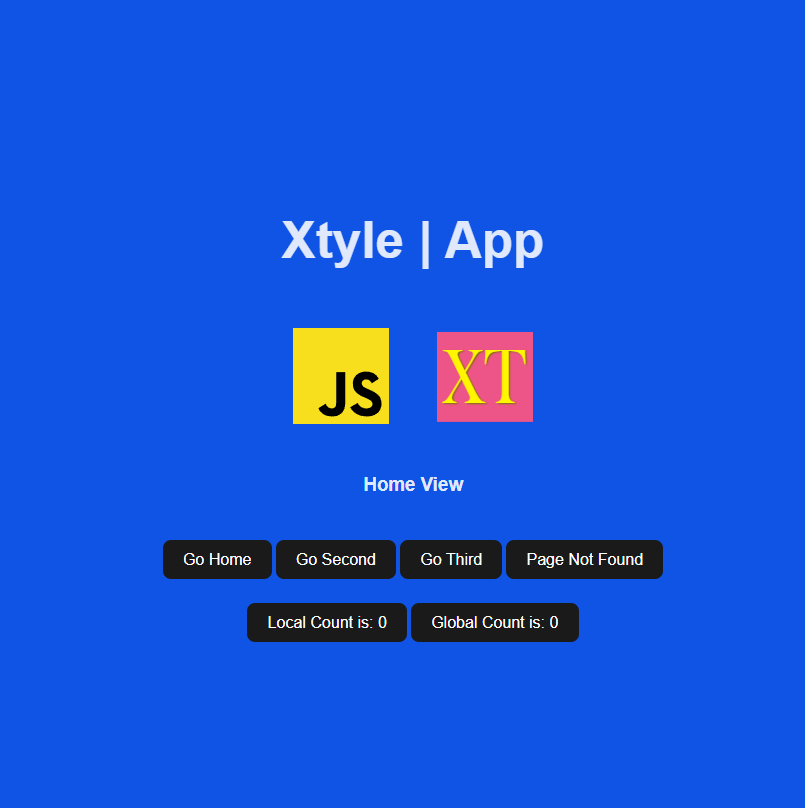 Xtyle | App
JS XT
Home View
Go Home Go Second Go Third Page Not Found
Local Count is: 0 Global Count is: 0